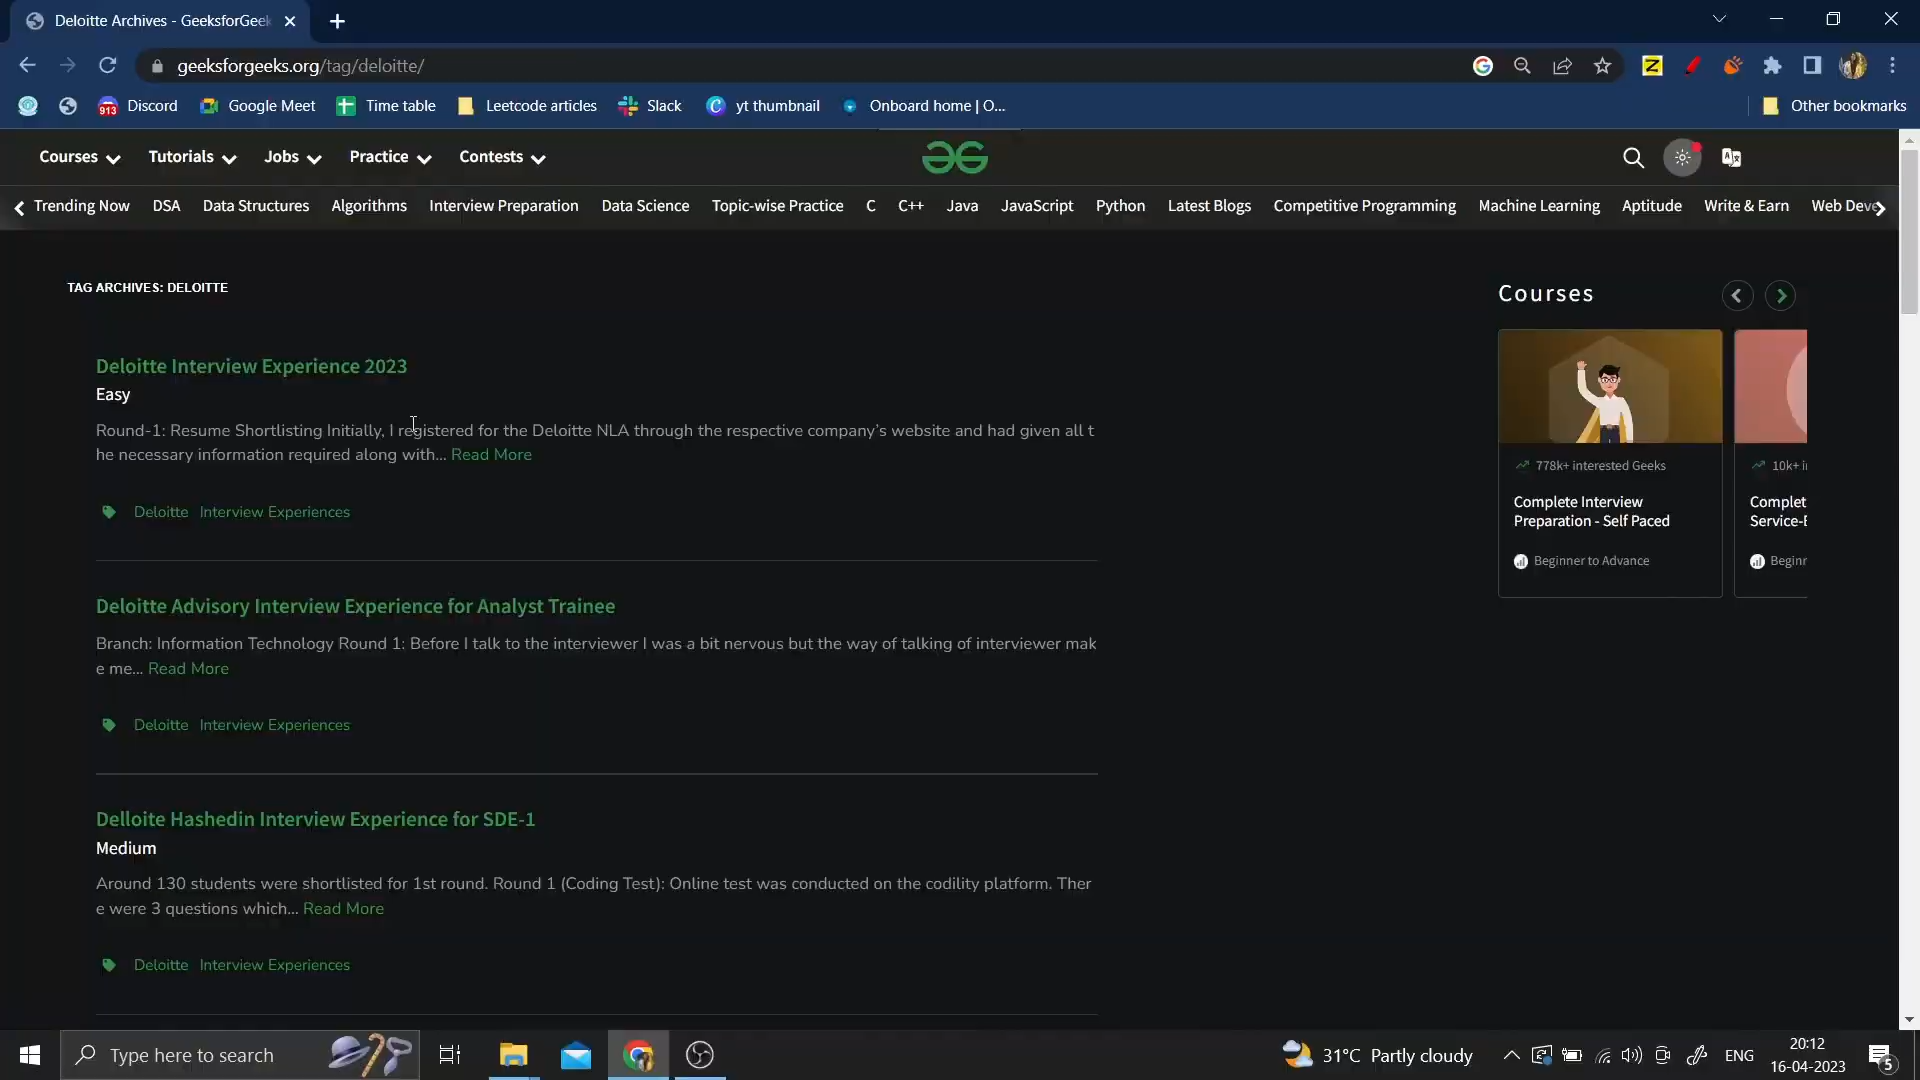 Deloitte Archives - GeeksforGeek
geeksforgeeks.org/tag/deloitte/
913 Discord Google Meet Time table Leetcode articles Slack yt thumbnail Onboard home | O... Other bookmarks
Courses Tutorials Jobs Practice Contests
Trending Now DSA Data Structures Algorithms Interview Preparation Data Science Topic-wise Practice C C++ Java JavaScript Python Latest Blogs Competitive Programming Machine Learning Aptitude Write & Earn Web Deve
TAG ARCHIVES: DELOITTE
Courses
Deloitte Interview Experience 2023
Easy
Round-1: Resume Shortlisting Initially, I registered for the Deloitte NLA through the respective company's website and had given all t
he necessary information required along with... Read More
Deloitte Interview Experiences
778k+ interested Geeks
Complete Interview
Preparation - Self Paced
Beginner to Advance
10k+ i
Complet
Service-B
Beginr
Deloitte Advisory Interview Experience for Analyst Trainee
Branch: Information Technology Round 1: Before I talk to the interviewer I was a bit nervous but the way of talking of interviewer mak
e me... Read More
Deloitte Interview Experiences
Delloite Hashedin Interview Experience for SDE-1
Medium
Around 130 students were shortlisted for 1st round. Round 1 (Coding Test): Online test was conducted on the codility platform. Ther
e were 3 questions which... Read More
Deloitte Interview Experiences
Type here to search
31°C Partly cloudy
ENG
20:12
16-04-2023
5